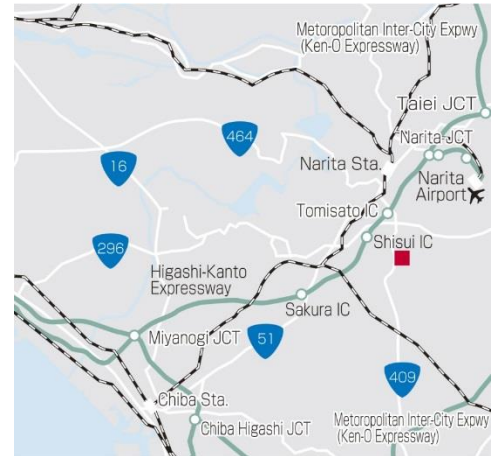 Metoropolitan Inter-City Expwy
(Ken-O Expressway)
Taiei JCT
464
Narita JCT
16
Narita Sta.
Narita
Airport
Tomisato IC
Shisui IC
296
Higashi-Kanto
Expressway
Sakura IC
Miyanogi JCT
51
409
Chiba Sta.
Metoropolitan Inter-City Expwy
(Ken-O Expressway)
Chiba Higashi JCT